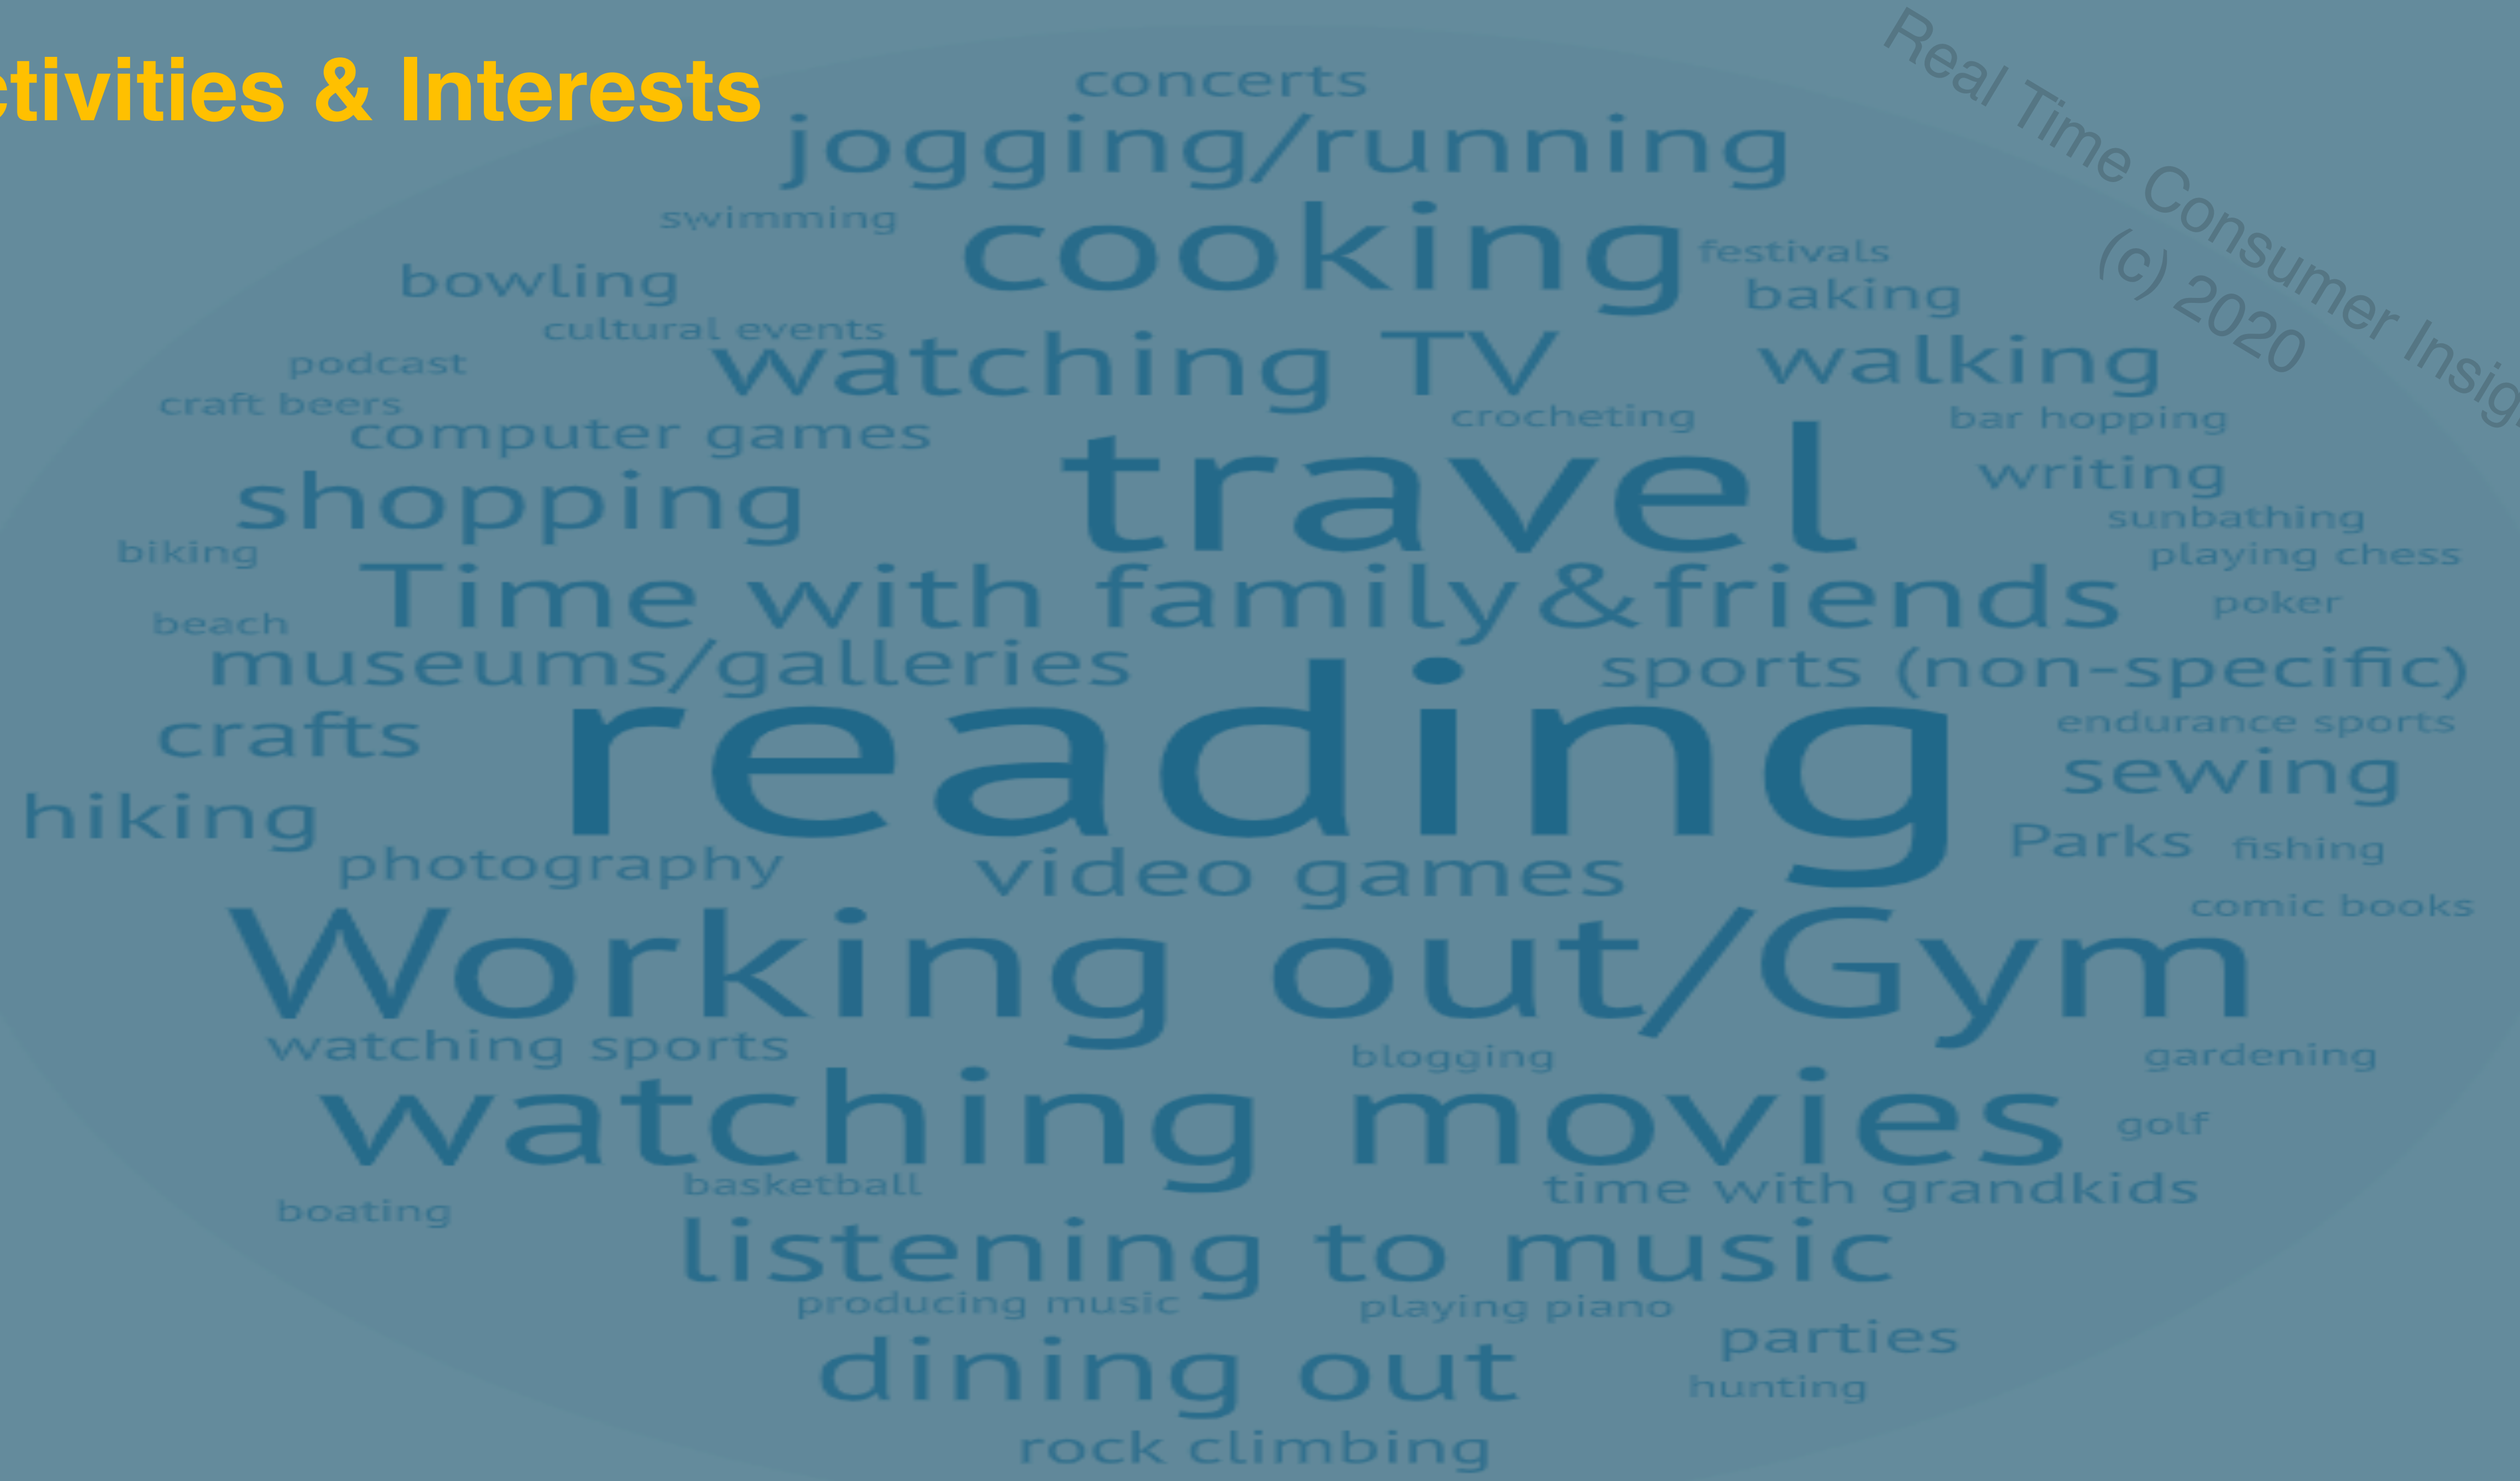 ctivities & Interests
Real Time Consumer Insig
(c) 2020
concerts
jogging/running
swimming
cooking
festivals
bowling
baking
cultural events
watching TV
walking
podcast
craft beers
crocheting
bar hopping
computer games
travel
writing
shopping
sunbathing
biking
playing chess
Time with family&friends
poker
beach
museums/galleries
sports (non-specific)
reading
endurance sports
crafts
sewing
hiking
Parks
fishing
photography
video games
comic books
Working out/Gym
watching sports
blogging
gardening
watching movies
golf
basketball
time with grandkids
boating
listening to music
producing music
playing piano
parties
dining out
hunting
rock climbing